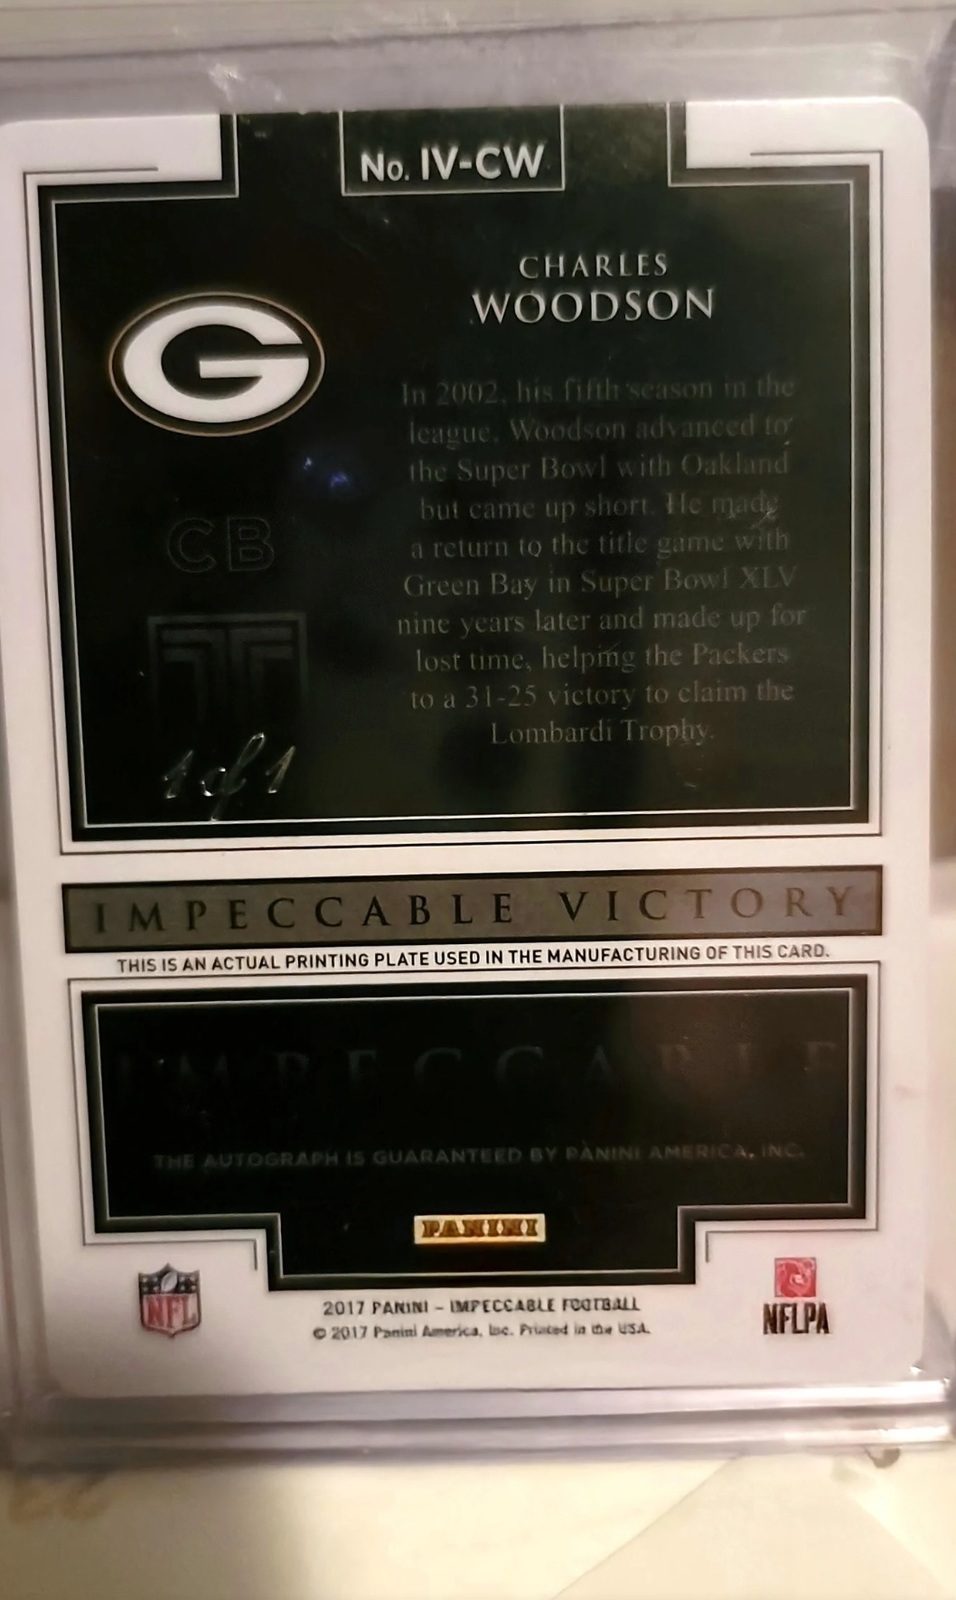 No. IV-CW
CHARLES
WOODSON
G
In 2002, his fifth season in the
league, Woodson advanced to
the Super Bowl with Oakland
but came up short. He made
a return to the title game with
Green Bay in Super Bowl XLV
nine years later and made up for
lost time, helping the Packers
to a 31-25 victory to claim the
Lombardi Trophy.
CB
1 of 1
IMPECCABLE VICTORY
THIS IS AN ACTUAL PRINTING PLATE USED IN THE MANUFACTURING OF THIS CARD.
IMPECCABLE
THE AUTOGRAPH IS GUARANTEED BY PANINI AMERICA, INC.
PANINI
NFL
2017 PANINI - IMPECCABLE FOOTBALL
© 2017 Panini America, Inc. Printed in the USA.
NFLPA